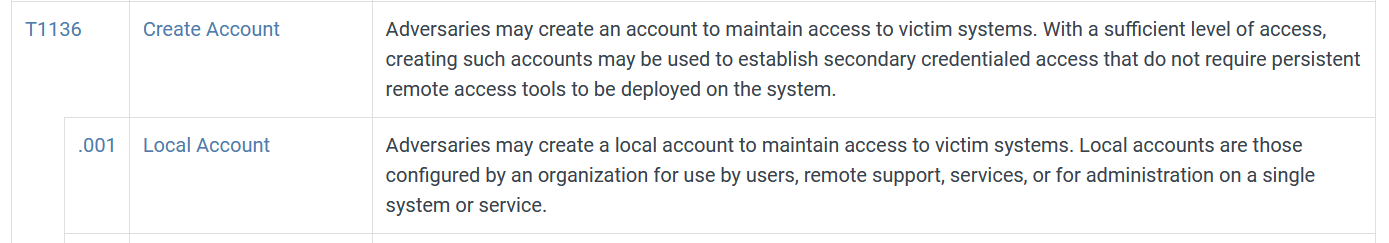 T1136 Create Account Adversaries may create an account to maintain access to victim systems. With a sufficient level of access,
creating such accounts may be used to establish secondary credentialed access that do not require persistent
remote access tools to be deployed on the system.
.001 Local Account Adversaries may create a local account to maintain access to victim systems. Local accounts are those
configured by an organization for use by users, remote support, services, or for administration on a single
system or service.